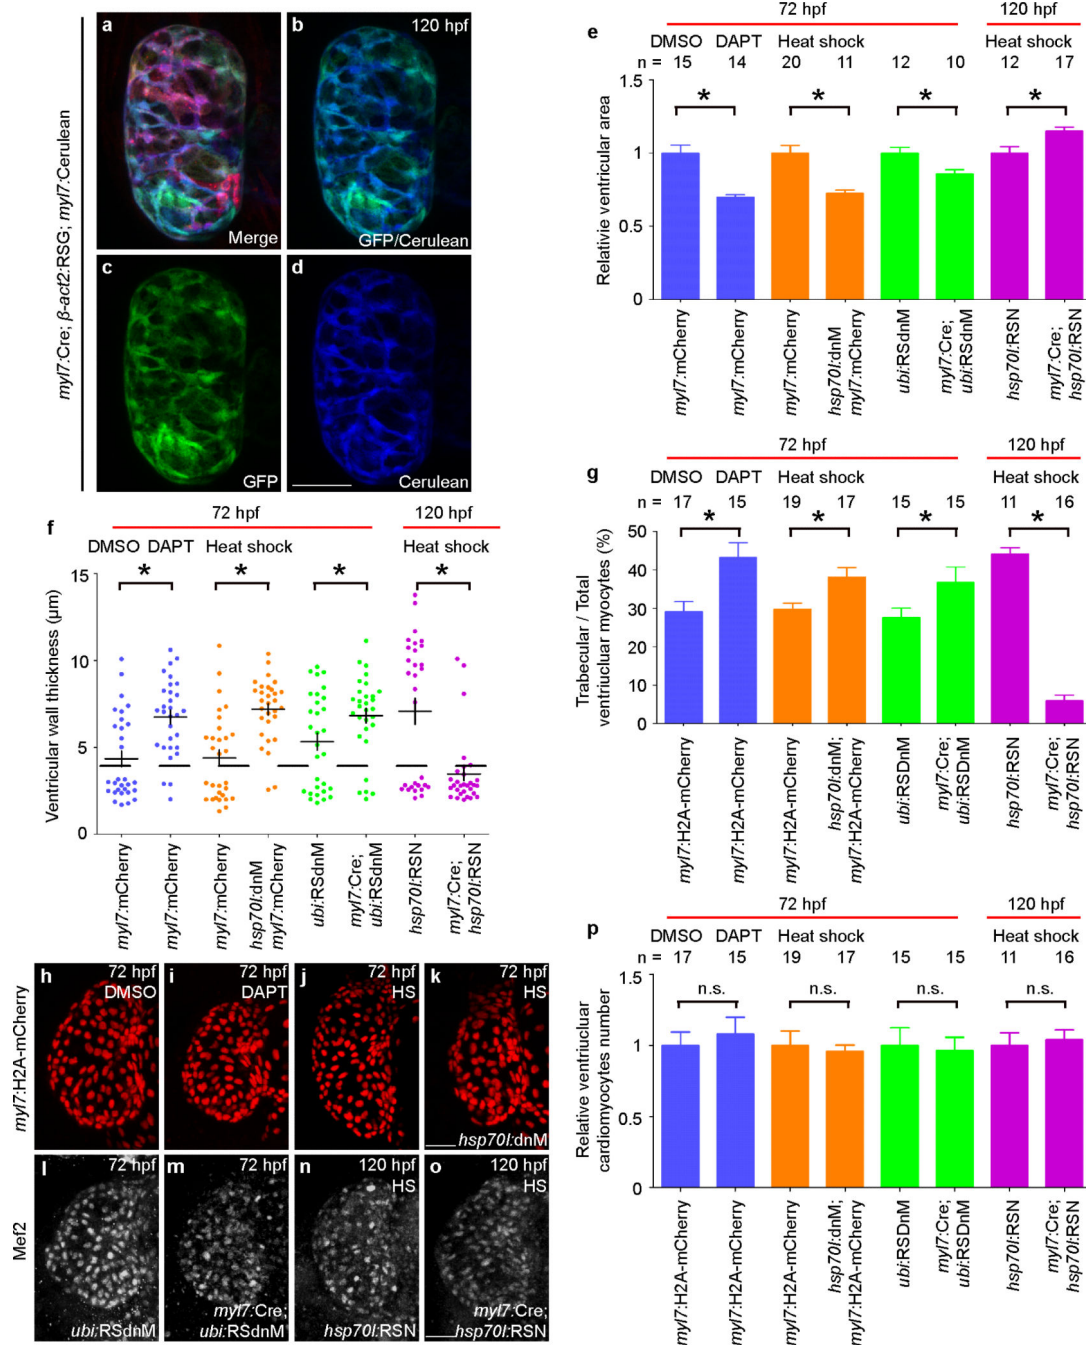 myl7:Cre; β-act2:RSG; myl7:Cerulean
a
Merge
b
120 hpf
GFP/Cerulean
c
GFP
d
Cerulean
e
72 hpf
120 hpf
DMSO DAPT Heat shock Heat shock
n = 15 14 20 11 12 10 12 17
Relativie ventricular area
1.5
1
0.5
0
* * * *
myl7:mCherry
myl7:mCherry
myl7:mCherry
hsp70l:dnM
myl7:mCherry
ubi:RSdnM
myl7:Cre;
ubi:RSdnM
hsp70l:RSN
myl7:Cre;
hsp70l:RSN
f
72 hpf
120 hpf
DMSO DAPT Heat shock Heat shock
Ventricular wall thickness (μm)
15
10
5
0
* * * *
myl7:mCherry
myl7:mCherry
myl7:mCherry
hsp70l:dnM
myl7:mCherry
ubi:RSdnM
myl7:Cre;
ubi:RSdnM
hsp70l:RSN
myl7:Cre;
hsp70l:RSN
g
72 hpf
120 hpf
DMSO DAPT Heat shock Heat shock
n = 17 15 19 17 15 15 11 16
Trabecular / Total
ventriucluar myocytes (%)
50
40
30
20
10
0
* * * *
myl7:H2A-mCherry
myl7:H2A-mCherry
myl7:H2A-mCherry
hsp70l:dnM;
myl7:H2A-mCherry
ubi:RSDnM
myl7:Cre;
ubi:RSDnM
hsp70l:RSN
myl7:Cre;
hsp70l:RSN
myl7:H2A-mCherry
h
72 hpf
DMSO
i
72 hpf
DAPT
j
72 hpf
HS
k
72 hpf
HS
hsp70l:dnM
Mef2
l
72 hpf
ubi:RSdnM
m
72 hpf
myl7:Cre;
ubi:RSdnM
n
120 hpf
HS
hsp70l:RSN
o
120 hpf
HS
myl7:Cre;
hsp70l:RSN
p
72 hpf
120 hpf
DMSO DAPT Heat shock Heat shock
n = 17 15 19 17 15 15 11 16
Relative ventriucluar
cardiomyocytes number
1.5
1
0.5
0
n.s. n.s. n.s. n.s.
myl7:H2A-mCherry
myl7:H2A-mCherry
myl7:H2A-mCherry
hsp70l:dnM;
myl7:H2A-mCherry
ubi:RSDnM
myl7:Cre;
ubi:RSDnM
hsp70l:RSN
myl7:Cre;
hsp70l:RSN